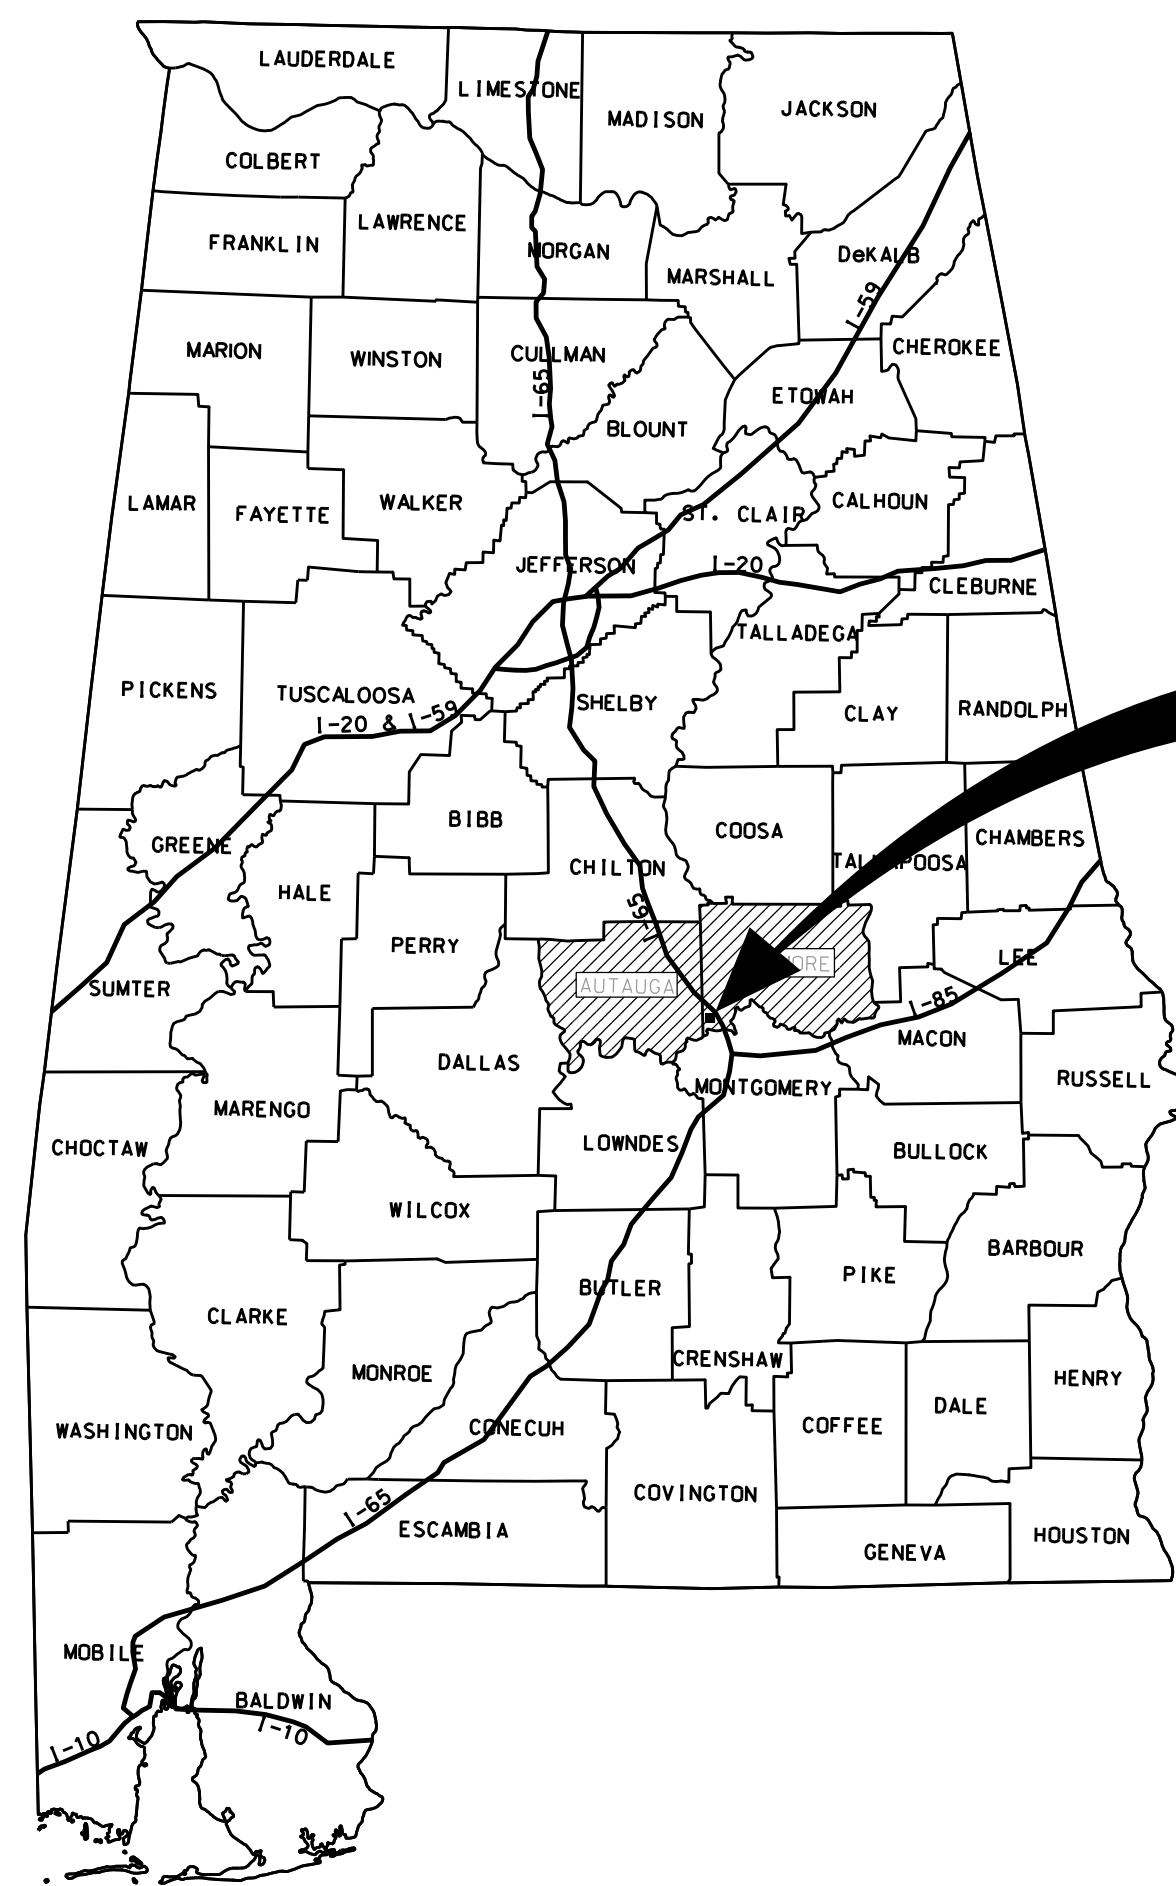 LAUDERDALE
LIMESTONE
MADISON
JACKSON
COLBERT
LAWRENCE
FRANKLIN
MORGAN
MARSHALL
DeKALB
I-59
MARION
WINSTON
CULLMAN
CHEROKEE
I-65
ETOWAH
BLOUNT
LAMAR
FAYETTE
WALKER
ST. CLAIR
CALHOUN
JEFFERSON
I-20
CLEBURNE
TALLADEGA
PICKENS
TUSCALOOSA
SHELBY
CLAY
RANDOLPH
I-20 & I-59
BIBB
COOSA
CHAMBERS
GREENE
CHILTON
HALE
I-65
PERRY
LEE
SUMTER
AUTAUGA
I-85
MACON
DALLAS
RUSSELL
MARENGO
MONTGOMERY
CHOCTAW
LOWNDES
BULLOCK
WILCOX
BARBOUR
PIKE
BUTLER
CLARKE
MONROE
CRENSHAW
HENRY
DALE
WASHINGTON
CONECUH
COFFEE
COVINGTON
I-65
ESCAMBIA
GENEVA
HOUSTON
MOBILE
BALDWIN
I-10
I-10